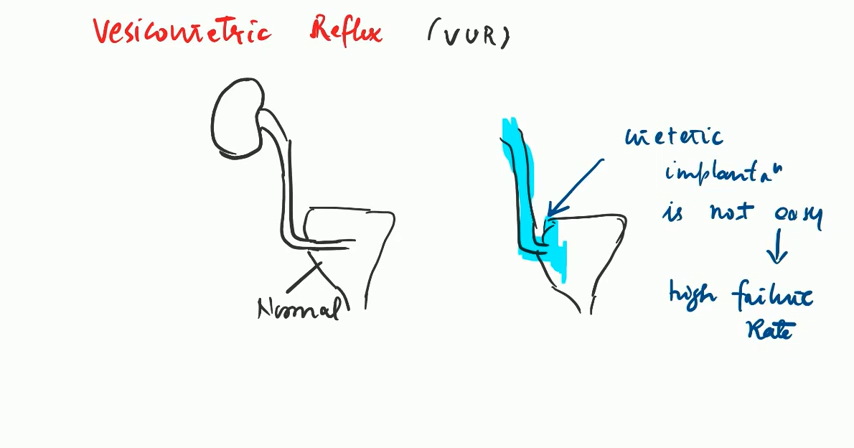 Vesicouretric Reflux (VUR)
Normal
ureteric
implantaⁿ
is not easy
high failure
Rate